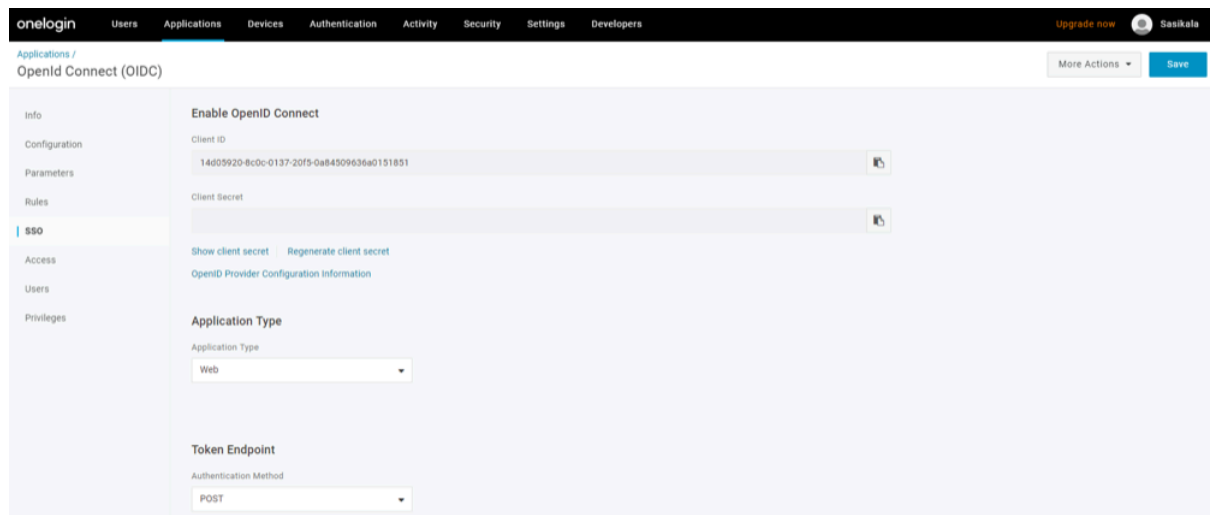 onelogin Users Applications Devices Authentication Activity Security Settings Developers Upgrade now Sasikala
Applications /
OpenId Connect (OIDC)
More Actions Save
Info
Configuration
Parameters
Rules
SSO
Access
Users
Privileges
Enable OpenID Connect
Client ID
14d05920-8c0c-0137-20f5-0a84509636a0151851
Client Secret
Show client secret Regenerate client secret
OpenID Provider Configuration Information
Application Type
Application Type
Web
Token Endpoint
Authentication Method
POST